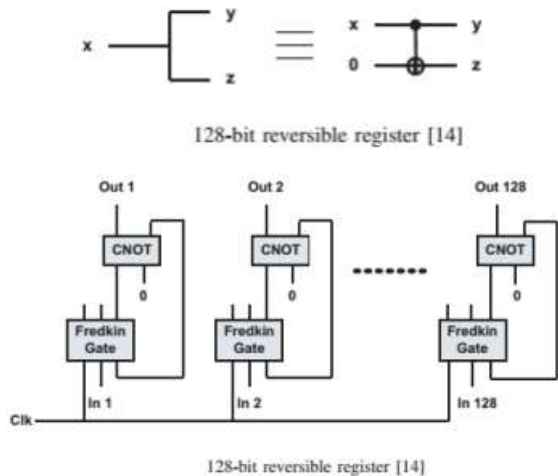 y
x
z
x
y
0
z
128-bit reversible register [14]
Out 1 Out 2 Out 128
CNOT CNOT CNOT
0 0 0
Fredkin Gate Fredkin Gate Fredkin Gate
In 1 In 2 In 128
Clk
128-bit reversible register [14]